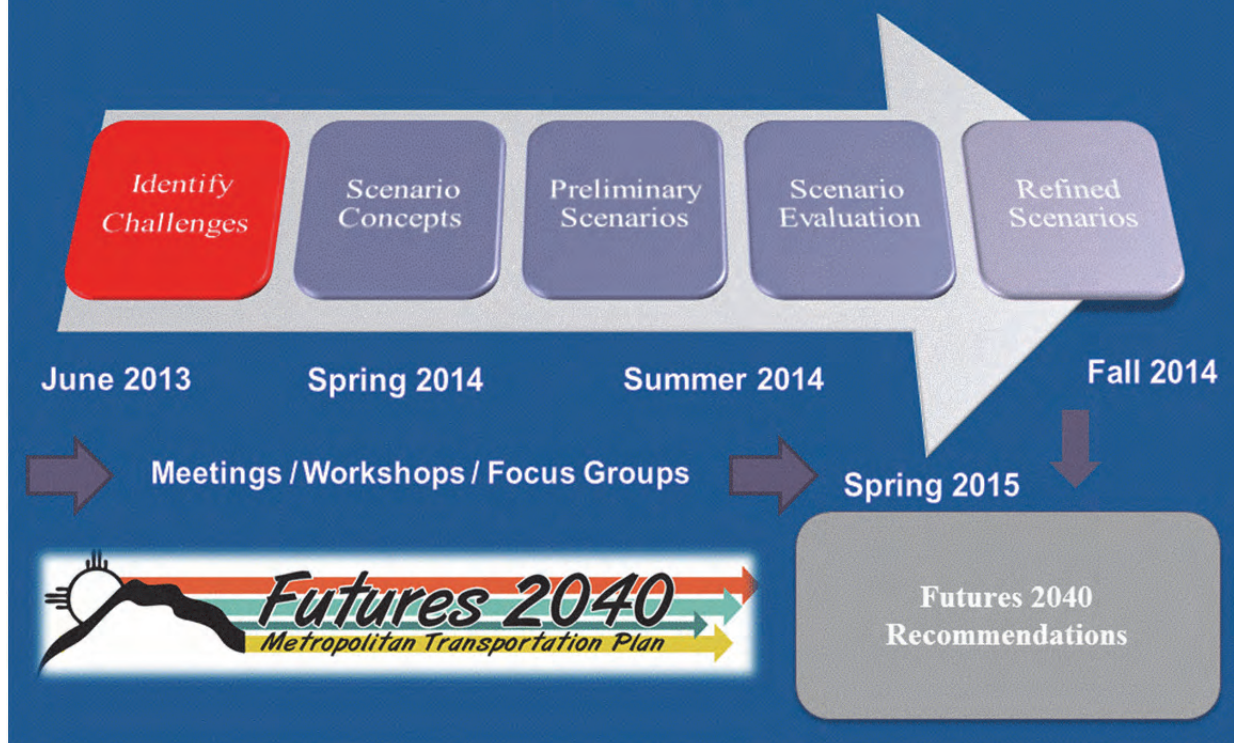 Identify
Challenges
Scenario
Concepts
Preliminary
Scenarios
Scenario
Evaluation
Refined
Scenarios
June 2013
Spring 2014
Summer 2014
Fall 2014
Meetings / Workshops / Focus Groups
Spring 2015
Futures 2040
Metropolitan Transportation Plan
Futures 2040
Recommendations